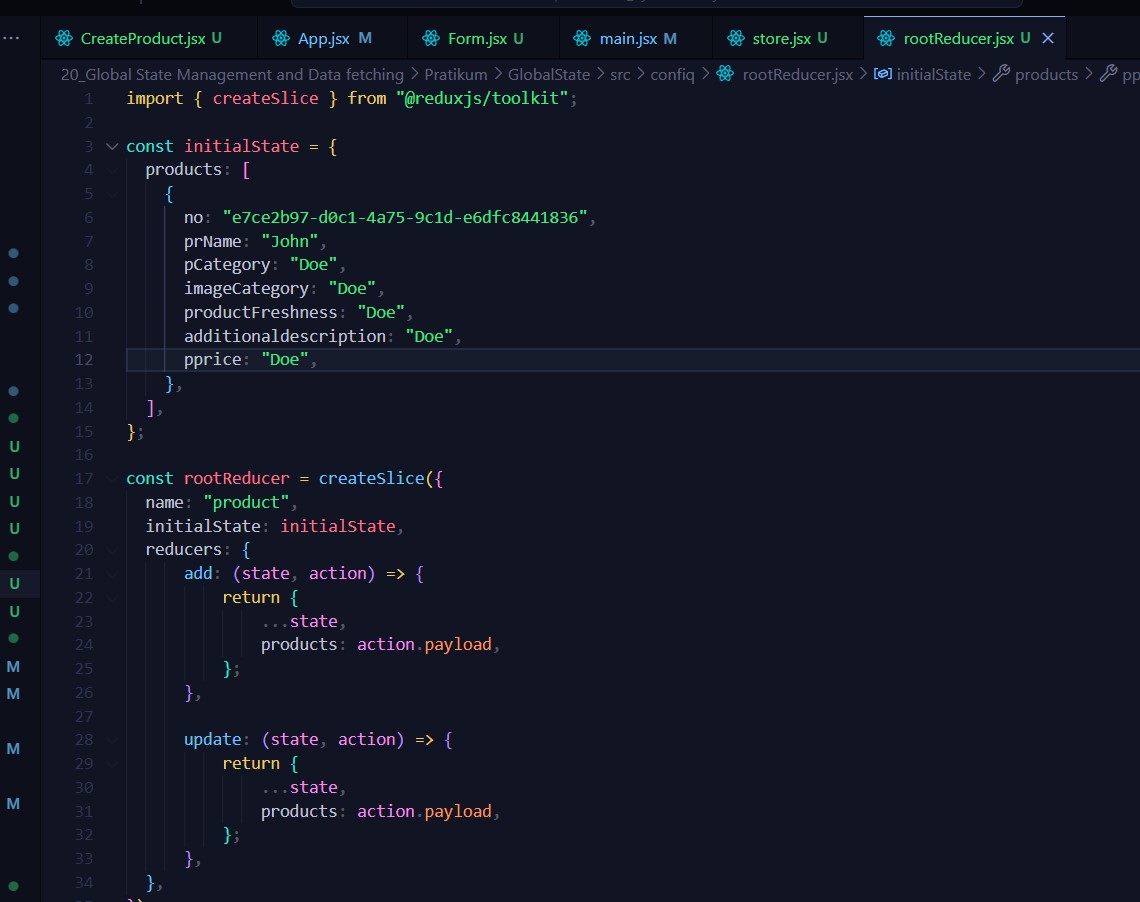 CreateProduct.jsx U App.jsx M Form.jsx U main.jsx M store.jsx U rootReducer.jsx U
20_Global State Management and Data fetching > Pratikum > GlobalState > src > confiq > rootReducer.jsx > initialState > products > pp
1 import { createSlice } from "@reduxjs/toolkit";
2
3 const initialState = {
4 products: [
5 {
6 no: "e7ce2b97-d0c1-4a75-9c1d-e6dfc8441836",
7 prName: "John",
8 pCategory: "Doe",
9 imageCategory: "Doe",
10 productFreshness: "Doe",
11 additionaldescription: "Doe",
12 pprice: "Doe",
13 },
14 ],
15 };
16
17 const rootReducer = createSlice({
18 name: "product",
19 initialState: initialState,
20 reducers: {
21 add: (state, action) => {
22 return {
23 ...state,
24 products: action.payload,
25 };
26 },
27
28 update: (state, action) => {
29 return {
30 ...state,
31 products: action.payload,
32 };
33 },
34 },
U
U
U
U
U
U
M
M
M
M